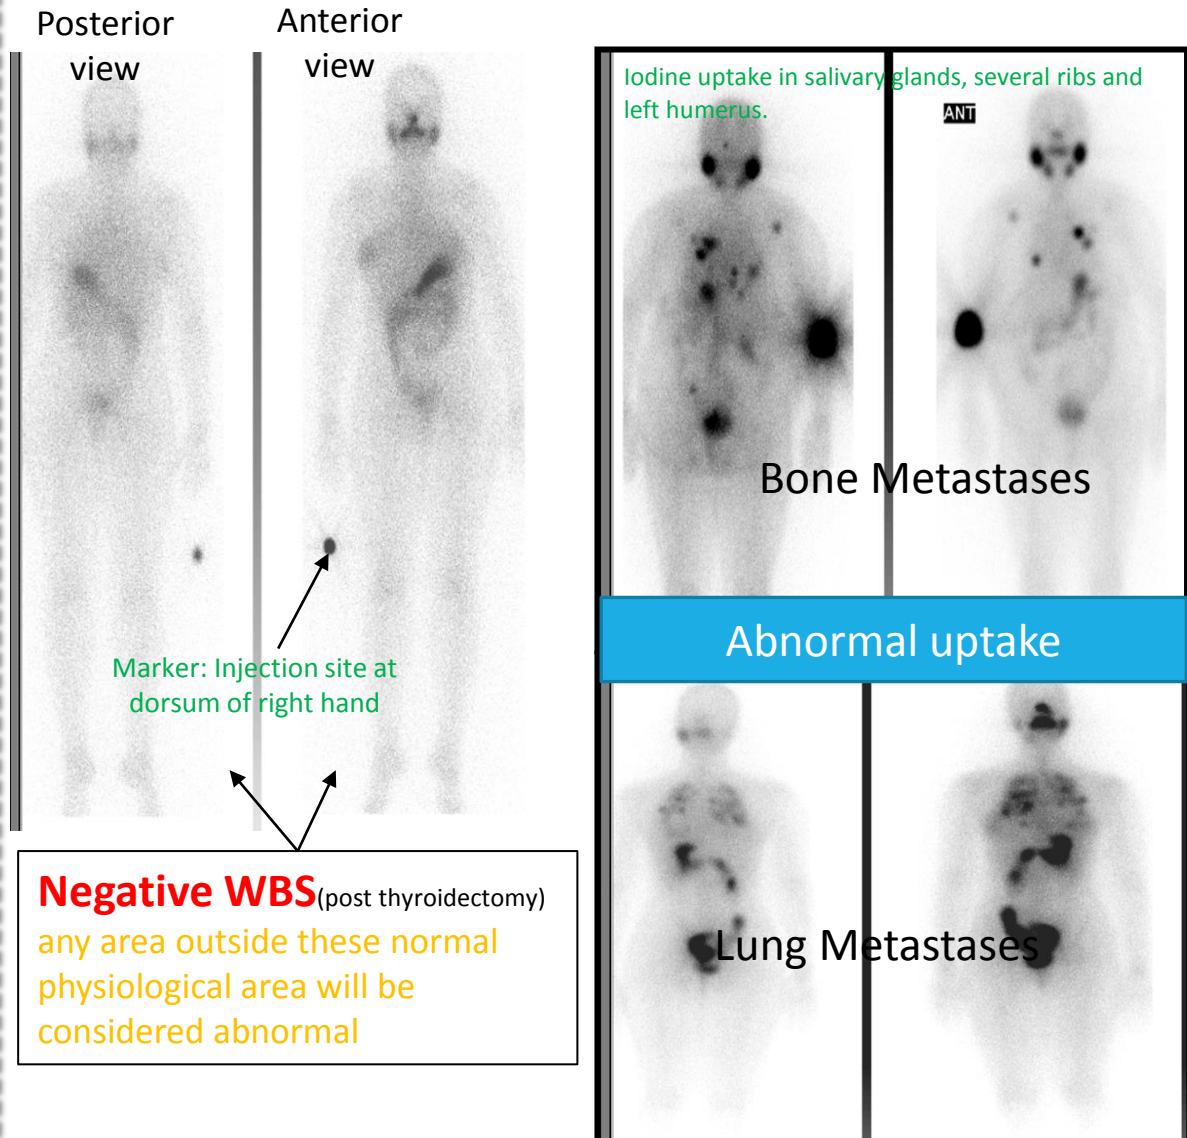 Posterior
view
Anterior
view
Iodine uptake in salivary glands, several ribs and
left humerus.
ANT
Bone Metastases
Abnormal uptake
Marker: Injection site at
dorsum of right hand
Negative WBS(post thyroidectomy)
any area outside these normal
physiological area will be
considered abnormal
Lung Metastases